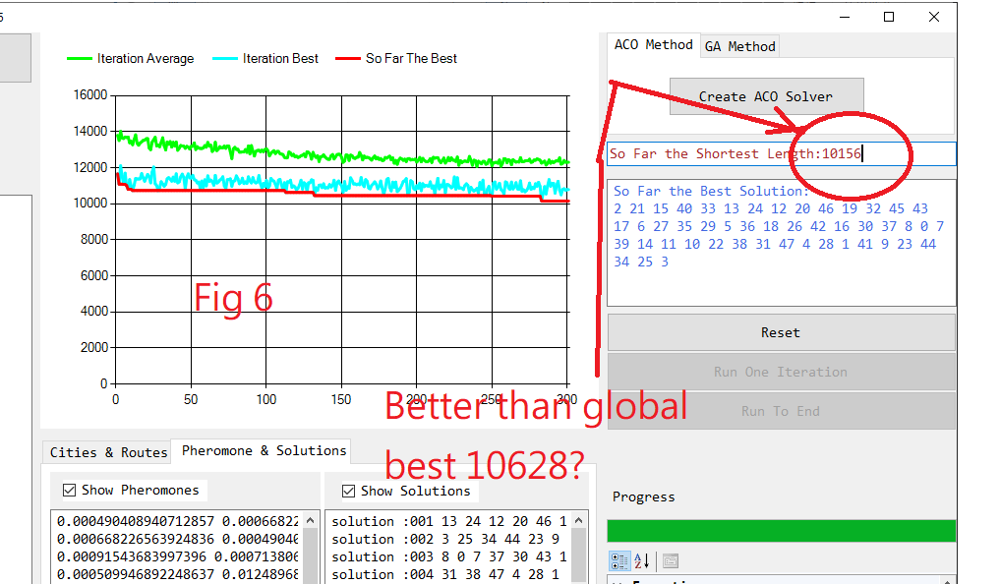 5
Iteration Average Iteration Best So Far The Best
16000
14000
12000
10000
8000
6000
4000
2000
0
0 50 100 150 200 250 300
Fig 6
Better than global
best 10628?
ACO Method GA Method
Create ACO Solver
So Far the Shortest Length:10156
So Far the Best Solution:
2 21 15 40 33 13 24 12 20 46 19 32 45 43
17 6 27 35 29 5 36 18 26 42 16 30 37 8 0 7
39 14 11 10 22 38 31 47 4 28 1 41 9 23 44
34 25 3
Reset
Run One Iteration
Run To End
Cities & Routes Pheromone & Solutions
Show Pheromones
0.00049408940712857 0.00066822
0.000668226563924836 0.0004904
0.00091543683997396 0.00071380
0.000509946892248637 0.01248968
Show Solutions
solution :001 13 24 12 20 46 1
solution :002 3 25 34 44 23 9
solution :003 8 0 7 37 30 43 1
solution :004 31 38 47 4 28 1
Progress